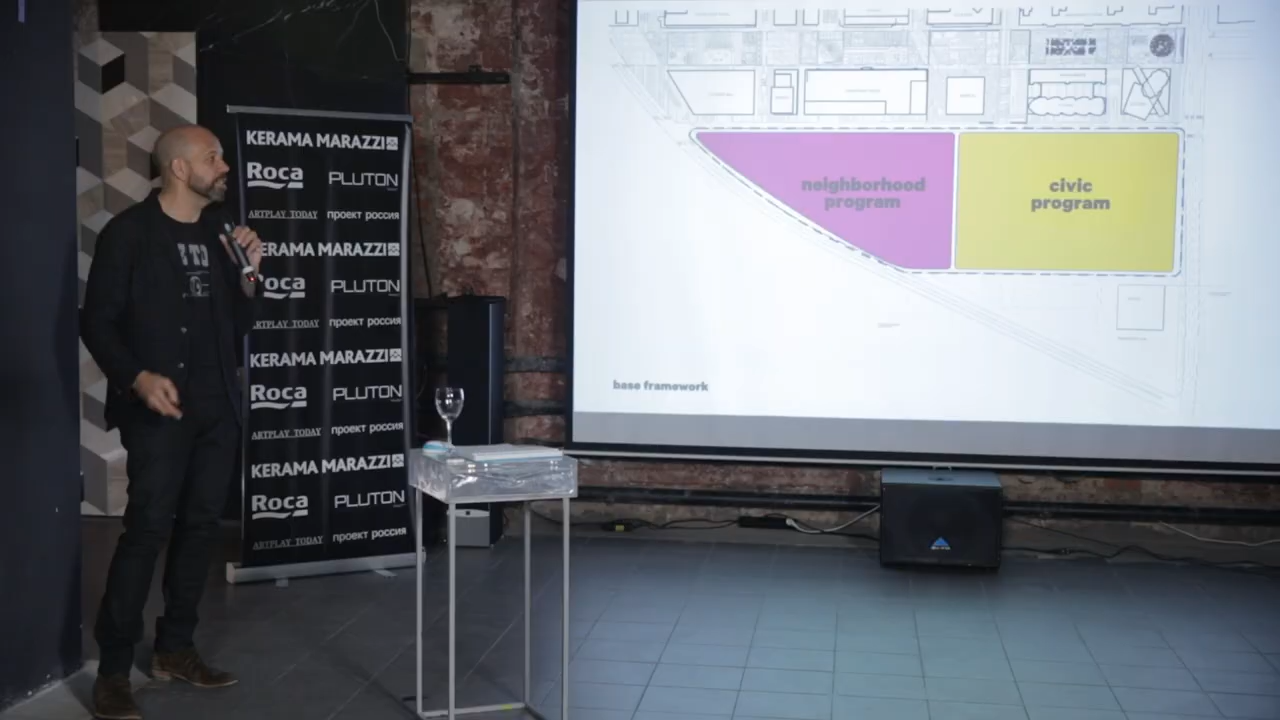 KERAMA MARAZZI
Roca PLUTON
ARTPLAY TODAY проект россия
KERAMA MARAZZI
Roca PLUTON
ARTPLAY TODAY проект россия
KERAMA MARAZZI
Roca PLUTON
ARTPLAY TODAY проект россия
KERAMA MARAZZI
Roca PLUTON
ARTPLAY TODAY проект россия
neighborhood
program
civic
program
base framework